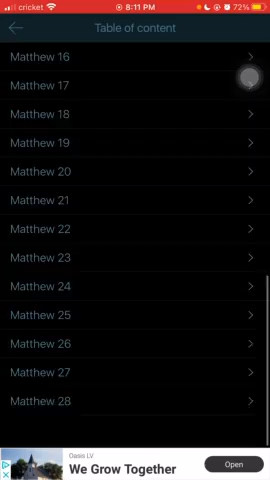 cricket 8:11 PM 72%
Table of content
Matthew 16
Matthew 17
Matthew 18
Matthew 19
Matthew 20
Matthew 21
Matthew 22
Matthew 23
Matthew 24
Matthew 25
Matthew 26
Matthew 27
Matthew 28
Oasis LV
We Grow Together
Open